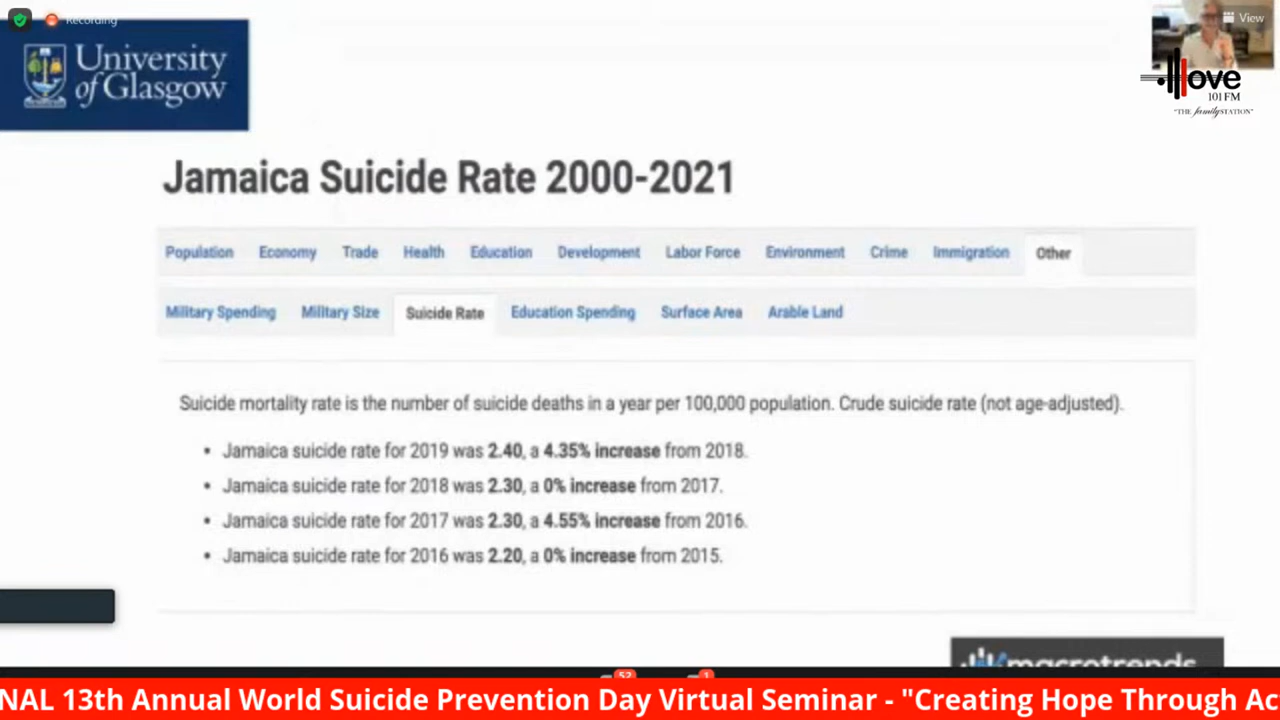 Recording
View
University
of Glasgow
love
101 FM
"THE family STATION"
Jamaica Suicide Rate 2000-2021
Population Economy Trade Health Education Development Labor Force Environment Crime Immigration Other
Military Spending Military Size Suicide Rate Education Spending Surface Area Arable Land
Suicide mortality rate is the number of suicide deaths in a year per 100,000 population. Crude suicide rate (not age-adjusted).
• Jamaica suicide rate for 2019 was 2.40, a 4.35% increase from 2018.
• Jamaica suicide rate for 2018 was 2.30, a 0% increase from 2017.
• Jamaica suicide rate for 2017 was 2.30, a 4.55% increase from 2016.
• Jamaica suicide rate for 2016 was 2.20, a 0% increase from 2015.
macrotrends
52 1
NAL 13th Annual World Suicide Prevention Day Virtual Seminar - "Creating Hope Through Ac